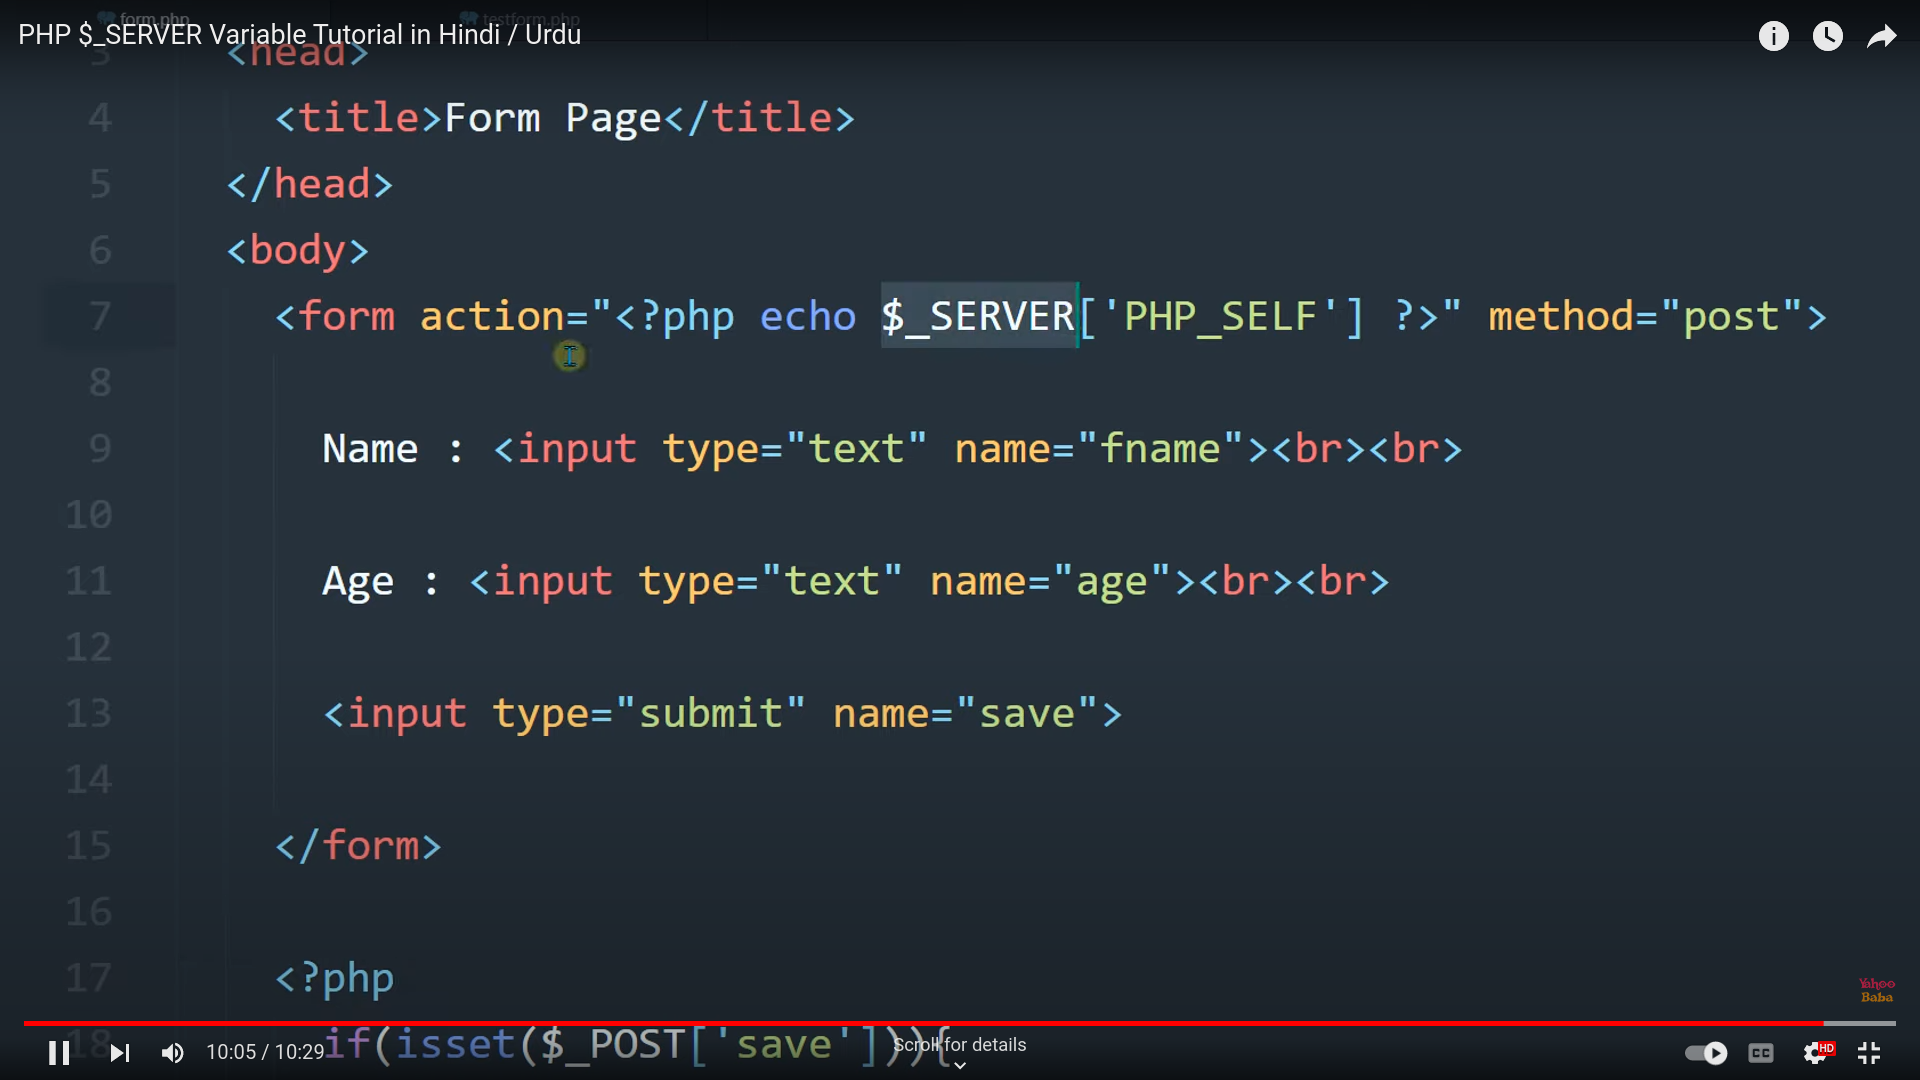 form.php testform.php
PHP $_SERVER Variable Tutorial in Hindi / Urdu
3 <head>
4 <title>Form Page</title>
5 </head>
6 <body>
7 <form action="<?php echo $_SERVER['PHP_SELF'] ?>" method="post">
8
9 Name : <input type="text" name="fname"><br><br>
10
11 Age : <input type="text" name="age"><br><br>
12
13 <input type="submit" name="save">
14
15 </form>
16
17 <?php
18 if(isset($_POST['save'])){
Yahoo
Baba
10:05 / 10:29
Scroll for details
CC
HD